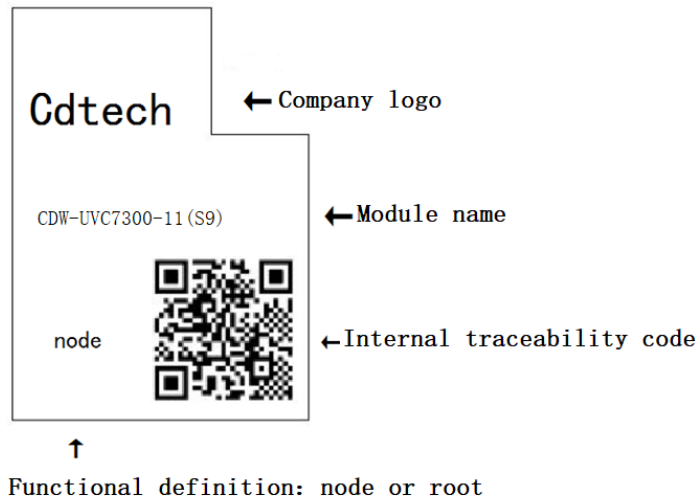 Cdtech
← Company logo
CDW-UVC7300-11(S9)
←Module name
node
←Internal traceability code
↑
Functional definition: node or root